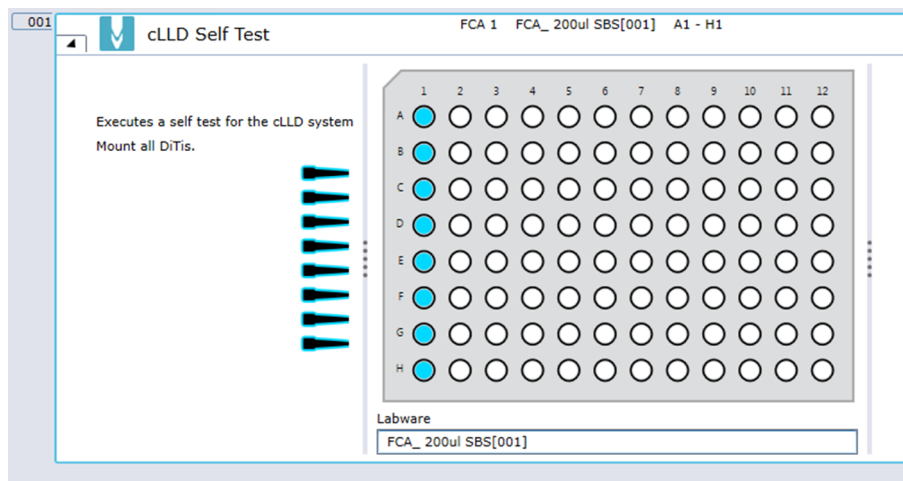 001
cLLD Self Test
FCA 1 FCA_ 200ul SBS[001] A1 - H1
Executes a self test for the cLLD system
Mount all DiTis.
1 2 3 4 5 6 7 8 9 10 11 12
A
B
C
D
E
F
G
H
Labware
FCA_ 200ul SBS[001]